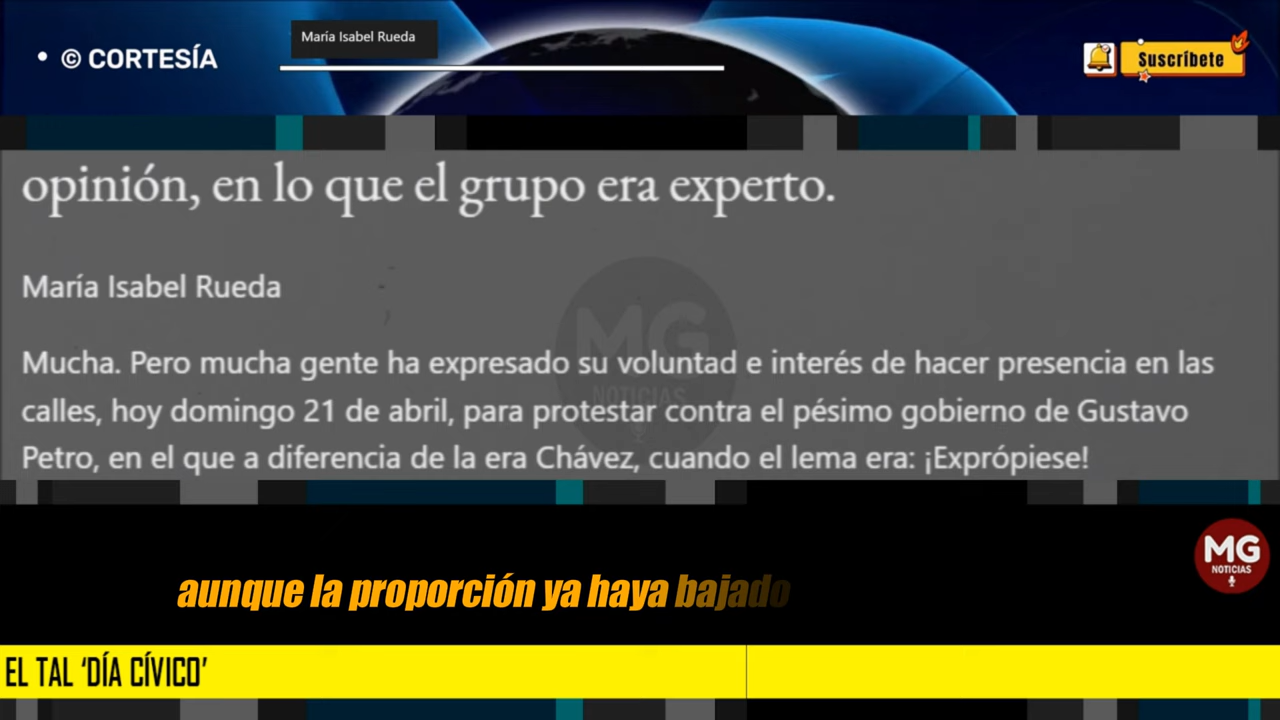 • © CORTESÍA
María Isabel Rueda
Suscríbete
opinión, en lo que el grupo era experto.
María Isabel Rueda
Mucha. Pero mucha gente ha expresado su voluntad e interés de hacer presencia en las
calles, hoy domingo 21 de abril, para protestar contra el pésimo gobierno de Gustavo
Petro, en el que a diferencia de la era Chávez, cuando el lema era: ¡Exprópiese!
MG
NOTICIAS
MG
NOTICIAS
aunque la proporción ya haya bajado
EL TAL ‘DÍA CÍVICO’